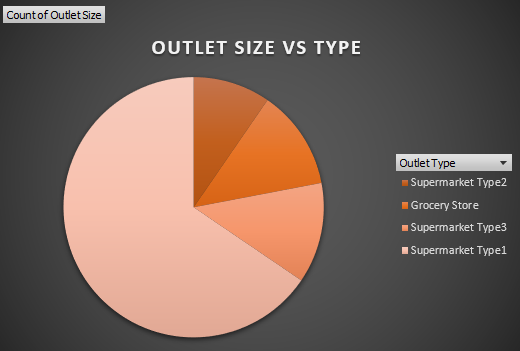 Count of Outlet Size
OUTLET SIZE VS TYPE
Outlet Type
Supermarket Type2
Grocery Store
Supermarket Type3
Supermarket Type1